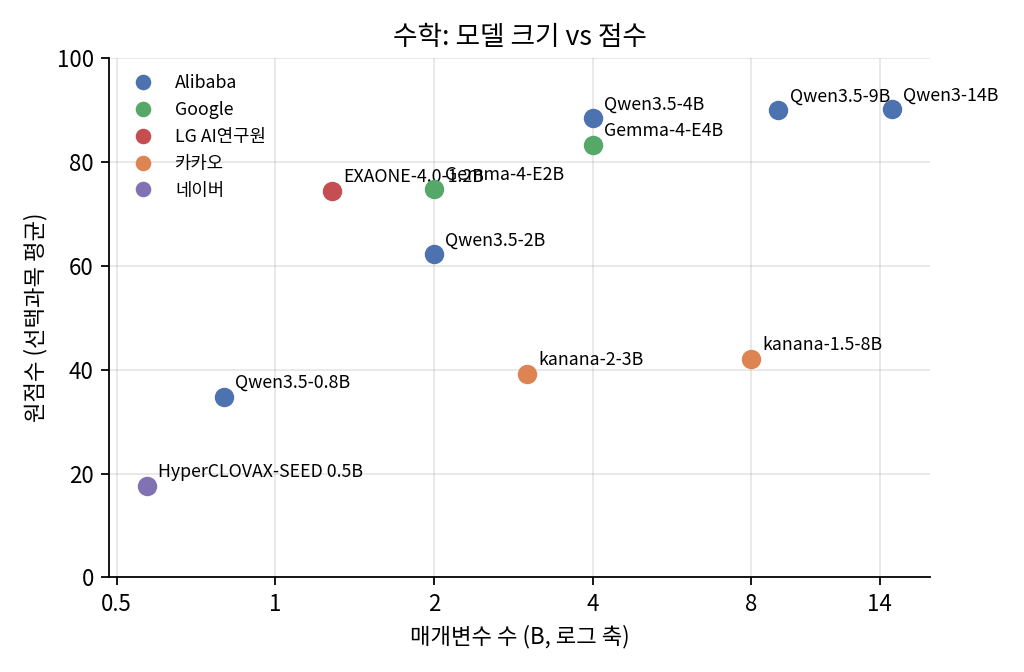 수학: 모델 크기 vs 점수
100
80
60
40
20
0
원점수 (선택과목 평균)
Alibaba
Google
LG AI연구원
카카오
네이버
Qwen3.5-4B
Qwen3.5-9B
Qwen3-14B
Gemma-4-E4B
EXAONE-4.0-1.2B
Gemma-4-E2B
Qwen3.5-2B
kanana-2-3B
kanana-1.5-8B
Qwen3.5-0.8B
HyperCLOVAX-SEED 0.5B
0.5
1
2
4
8
14
매개변수 수 (B, 로그 축)